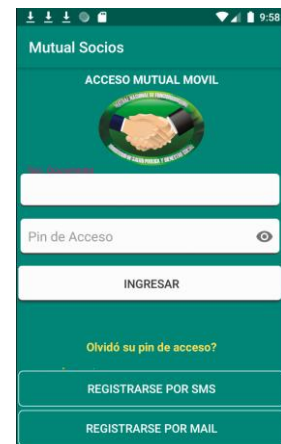 9:58
Mutual Socios
ACCESO MUTUAL MOVIL
Pin de Acceso
INGRESAR
Olvidó su pin de acceso?
REGISTRARSE POR SMS
REGISTRARSE POR MAIL